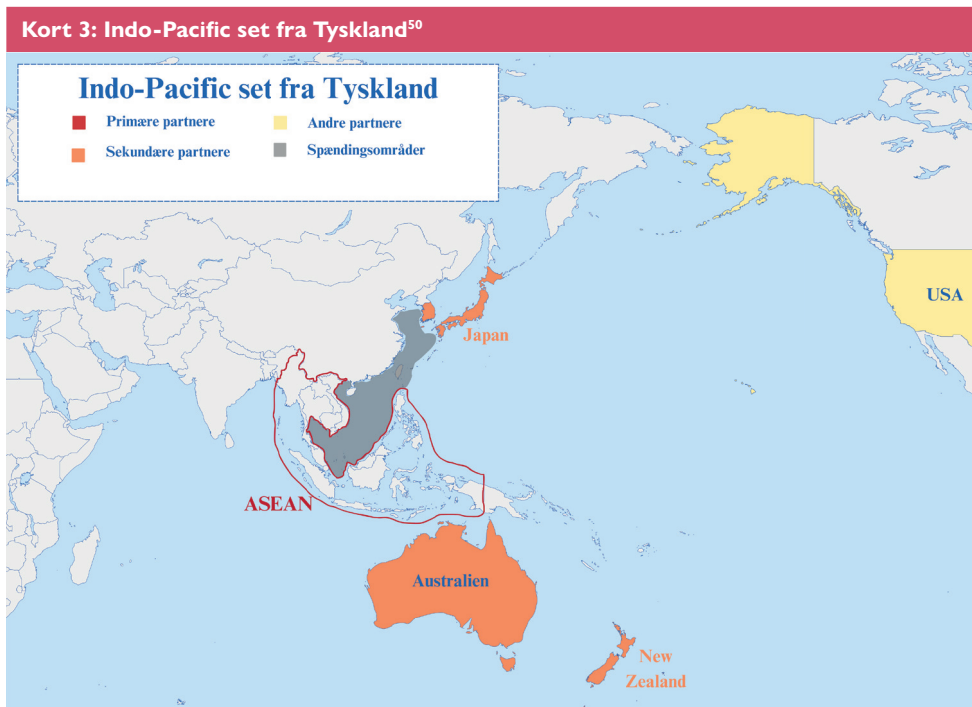 Kort 3: Indo-Pacific set fra Tyskland50
Indo-Pacific set fra Tyskland
Primære partnere
Andre partnere
Sekundære partnere
Spændingsområder
USA
Japan
ASEAN
Australien
New
Zealand